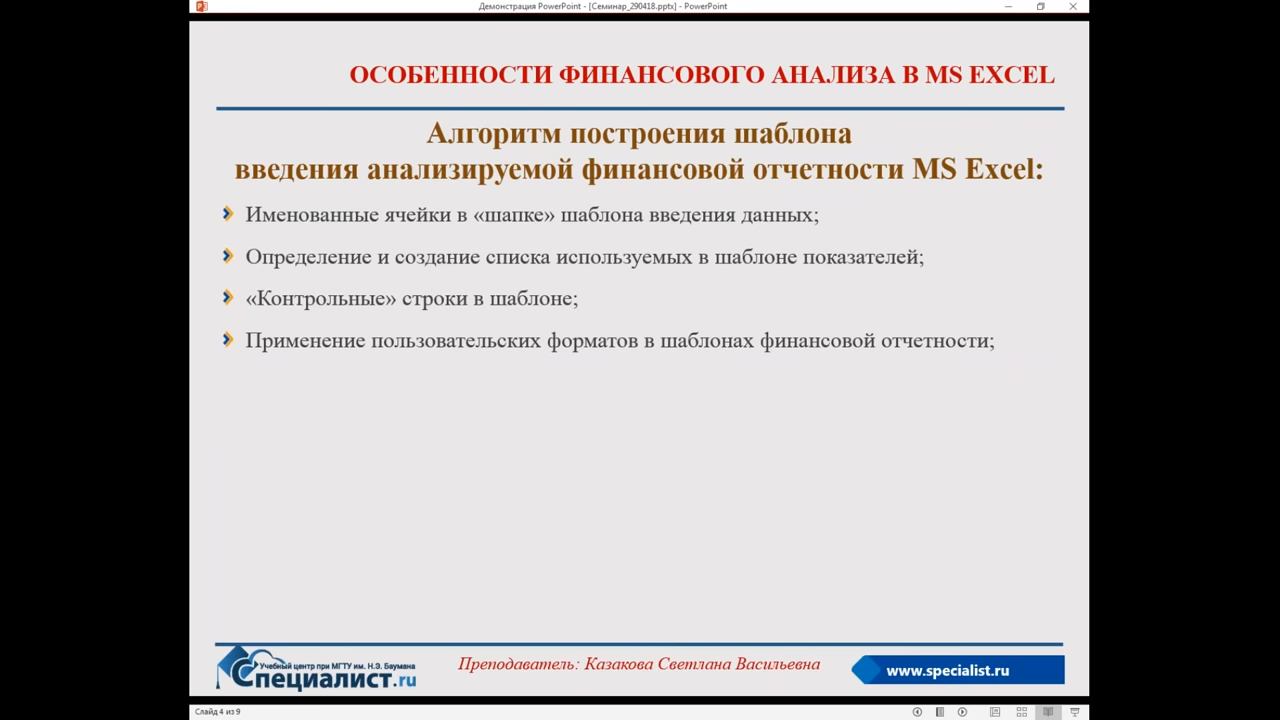 Демонстрация PowerPoint - [Семинар_290418.pptx] - PowerPoint
ОСОБЕННОСТИ ФИНАНСОВОГО АНАЛИЗА В MS EXCEL
Алгоритм построения шаблона
введения анализируемой финансовой отчетности MS Excel:
Именованные ячейки в «шапке» шаблона введения данных;
Определение и создание списка используемых в шаблоне показателей;
«Контрольные» строки в шаблоне;
Применение пользовательских форматов в шаблонах финансовой отчетности;
Учебный центр при МГТУ им. Н.Э. Баумана
Специалист.ru
Преподаватель: Казакова Светлана Васильевна
www.specialist.ru
Слайд 4 из 9